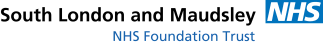 South London and Maudsley NHS
NHS Foundation Trust